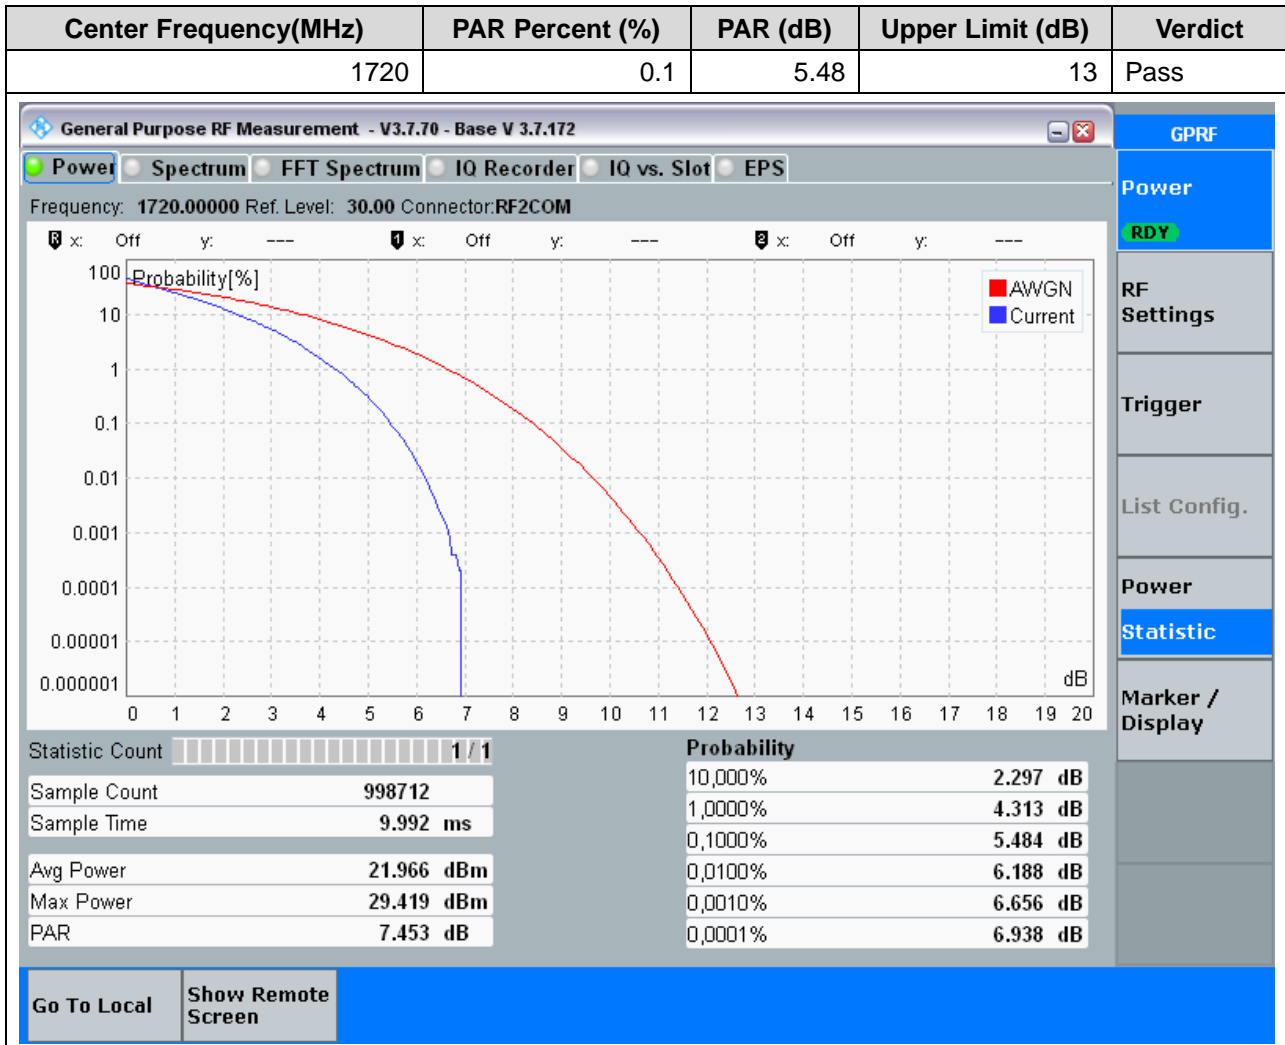 Center Frequency(MHz) PAR Percent (%) PAR (dB) Upper Limit (dB) Verdict
1720 0.1 5.48 13 Pass
General Purpose RF Measurement - V3.7.70 - Base V 3.7.172
GPRF
Power Spectrum FFT Spectrum IQ Recorder IQ vs. Slot EPS
Power
RDY
Frequency: 1720.00000 Ref. Level: 30.00 Connector:RF2COM
R x: Off y: --- 1 x: Off y: --- 2 x: Off y: ---
Probability[%]
100
10
1
0.1
0.01
0.001
0.0001
0.00001
0.000001
AWGN
Current
dB
0 1 2 3 4 5 6 7 8 9 10 11 12 13 14 15 16 17 18 19 20
RF
Settings
Trigger
List Config.
Power
Statistic
Marker /
Display
Statistic Count 1 / 1
Sample Count 998712
Sample Time 9.992 ms
Avg Power 21.966 dBm
Max Power 29.419 dBm
PAR 7.453 dB
Probability
10,000% 2.297 dB
1,0000% 4.313 dB
0,1000% 5.484 dB
0,0100% 6.188 dB
0,0010% 6.656 dB
0,0001% 6.938 dB
Go To Local
Show Remote
Screen